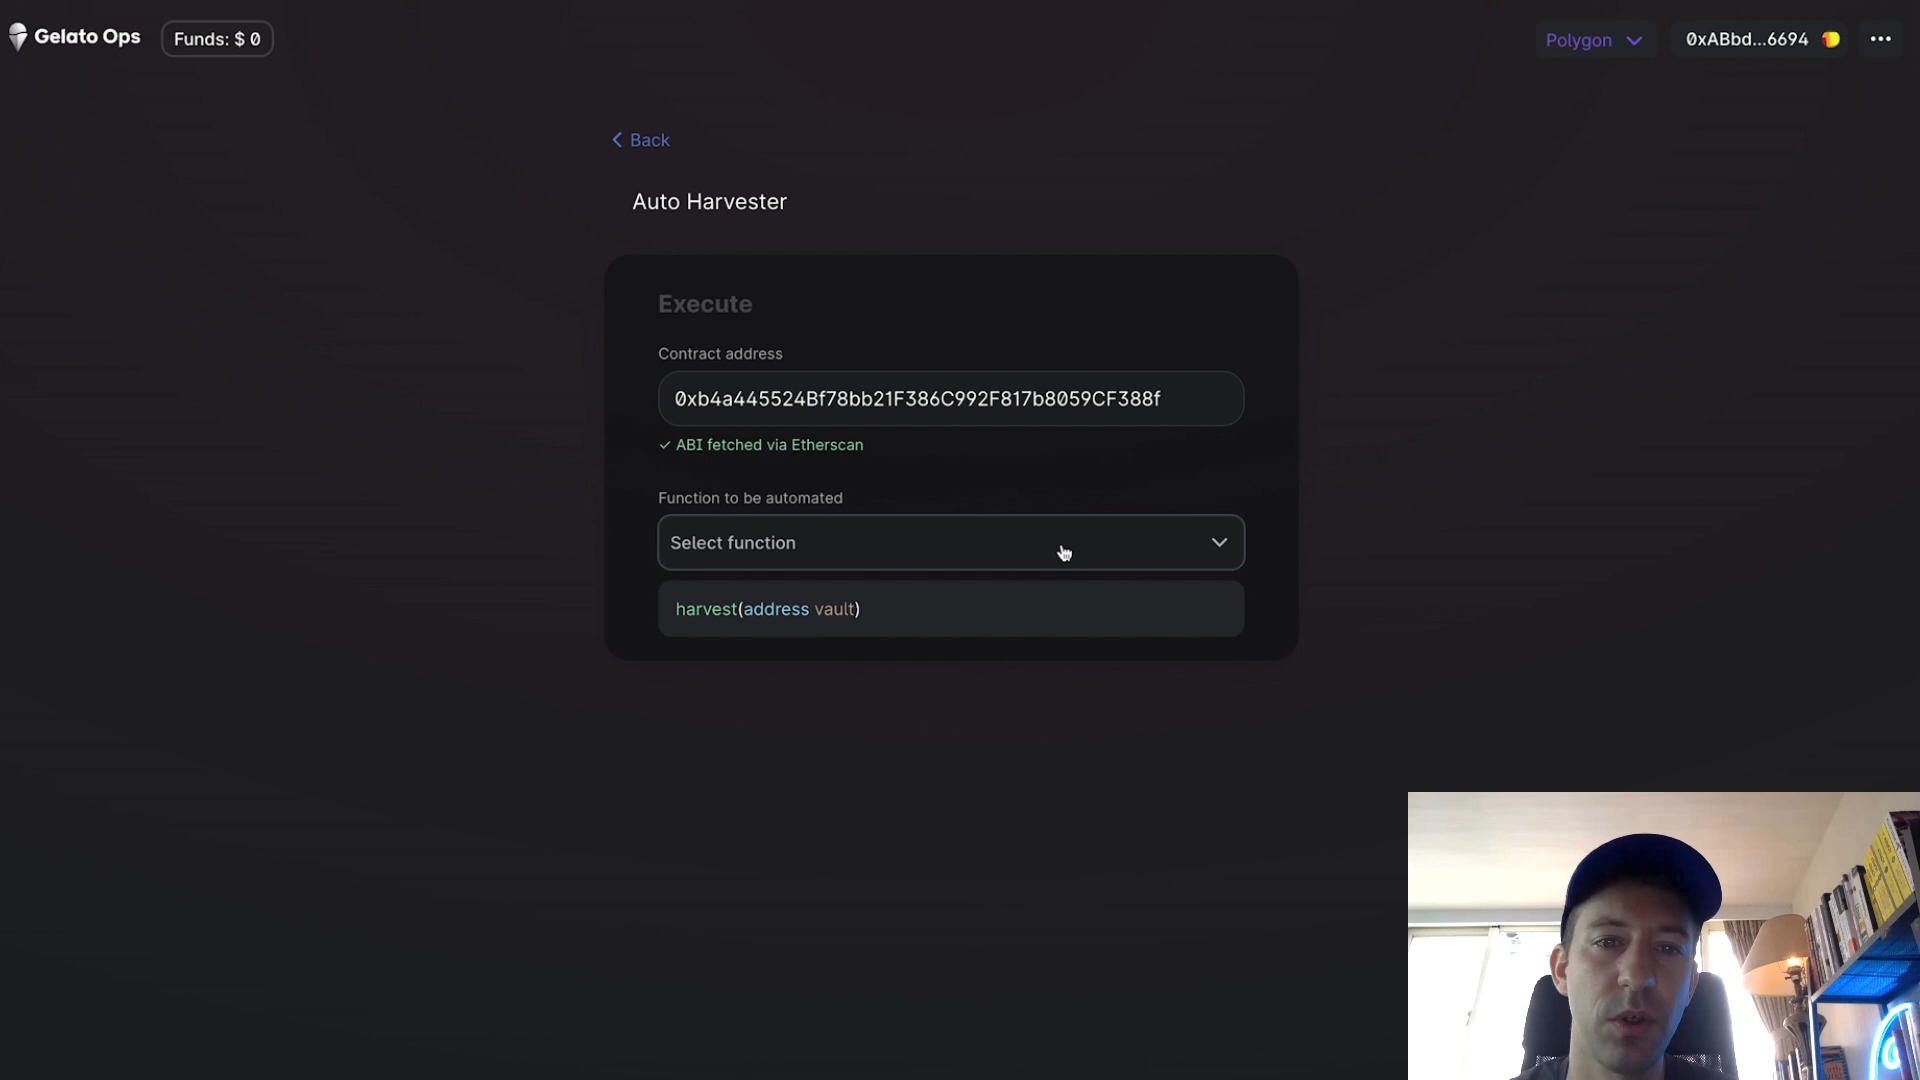 Gelato Ops
Funds: $ 0
Polygon
0xABbd...6694
Back
Auto Harvester
Execute
Contract address
0xb4a445524Bf78bb21F386C992F817b8059CF388f
ABI fetched via Etherscan
Function to be automated
Select function
harvest(address vault)